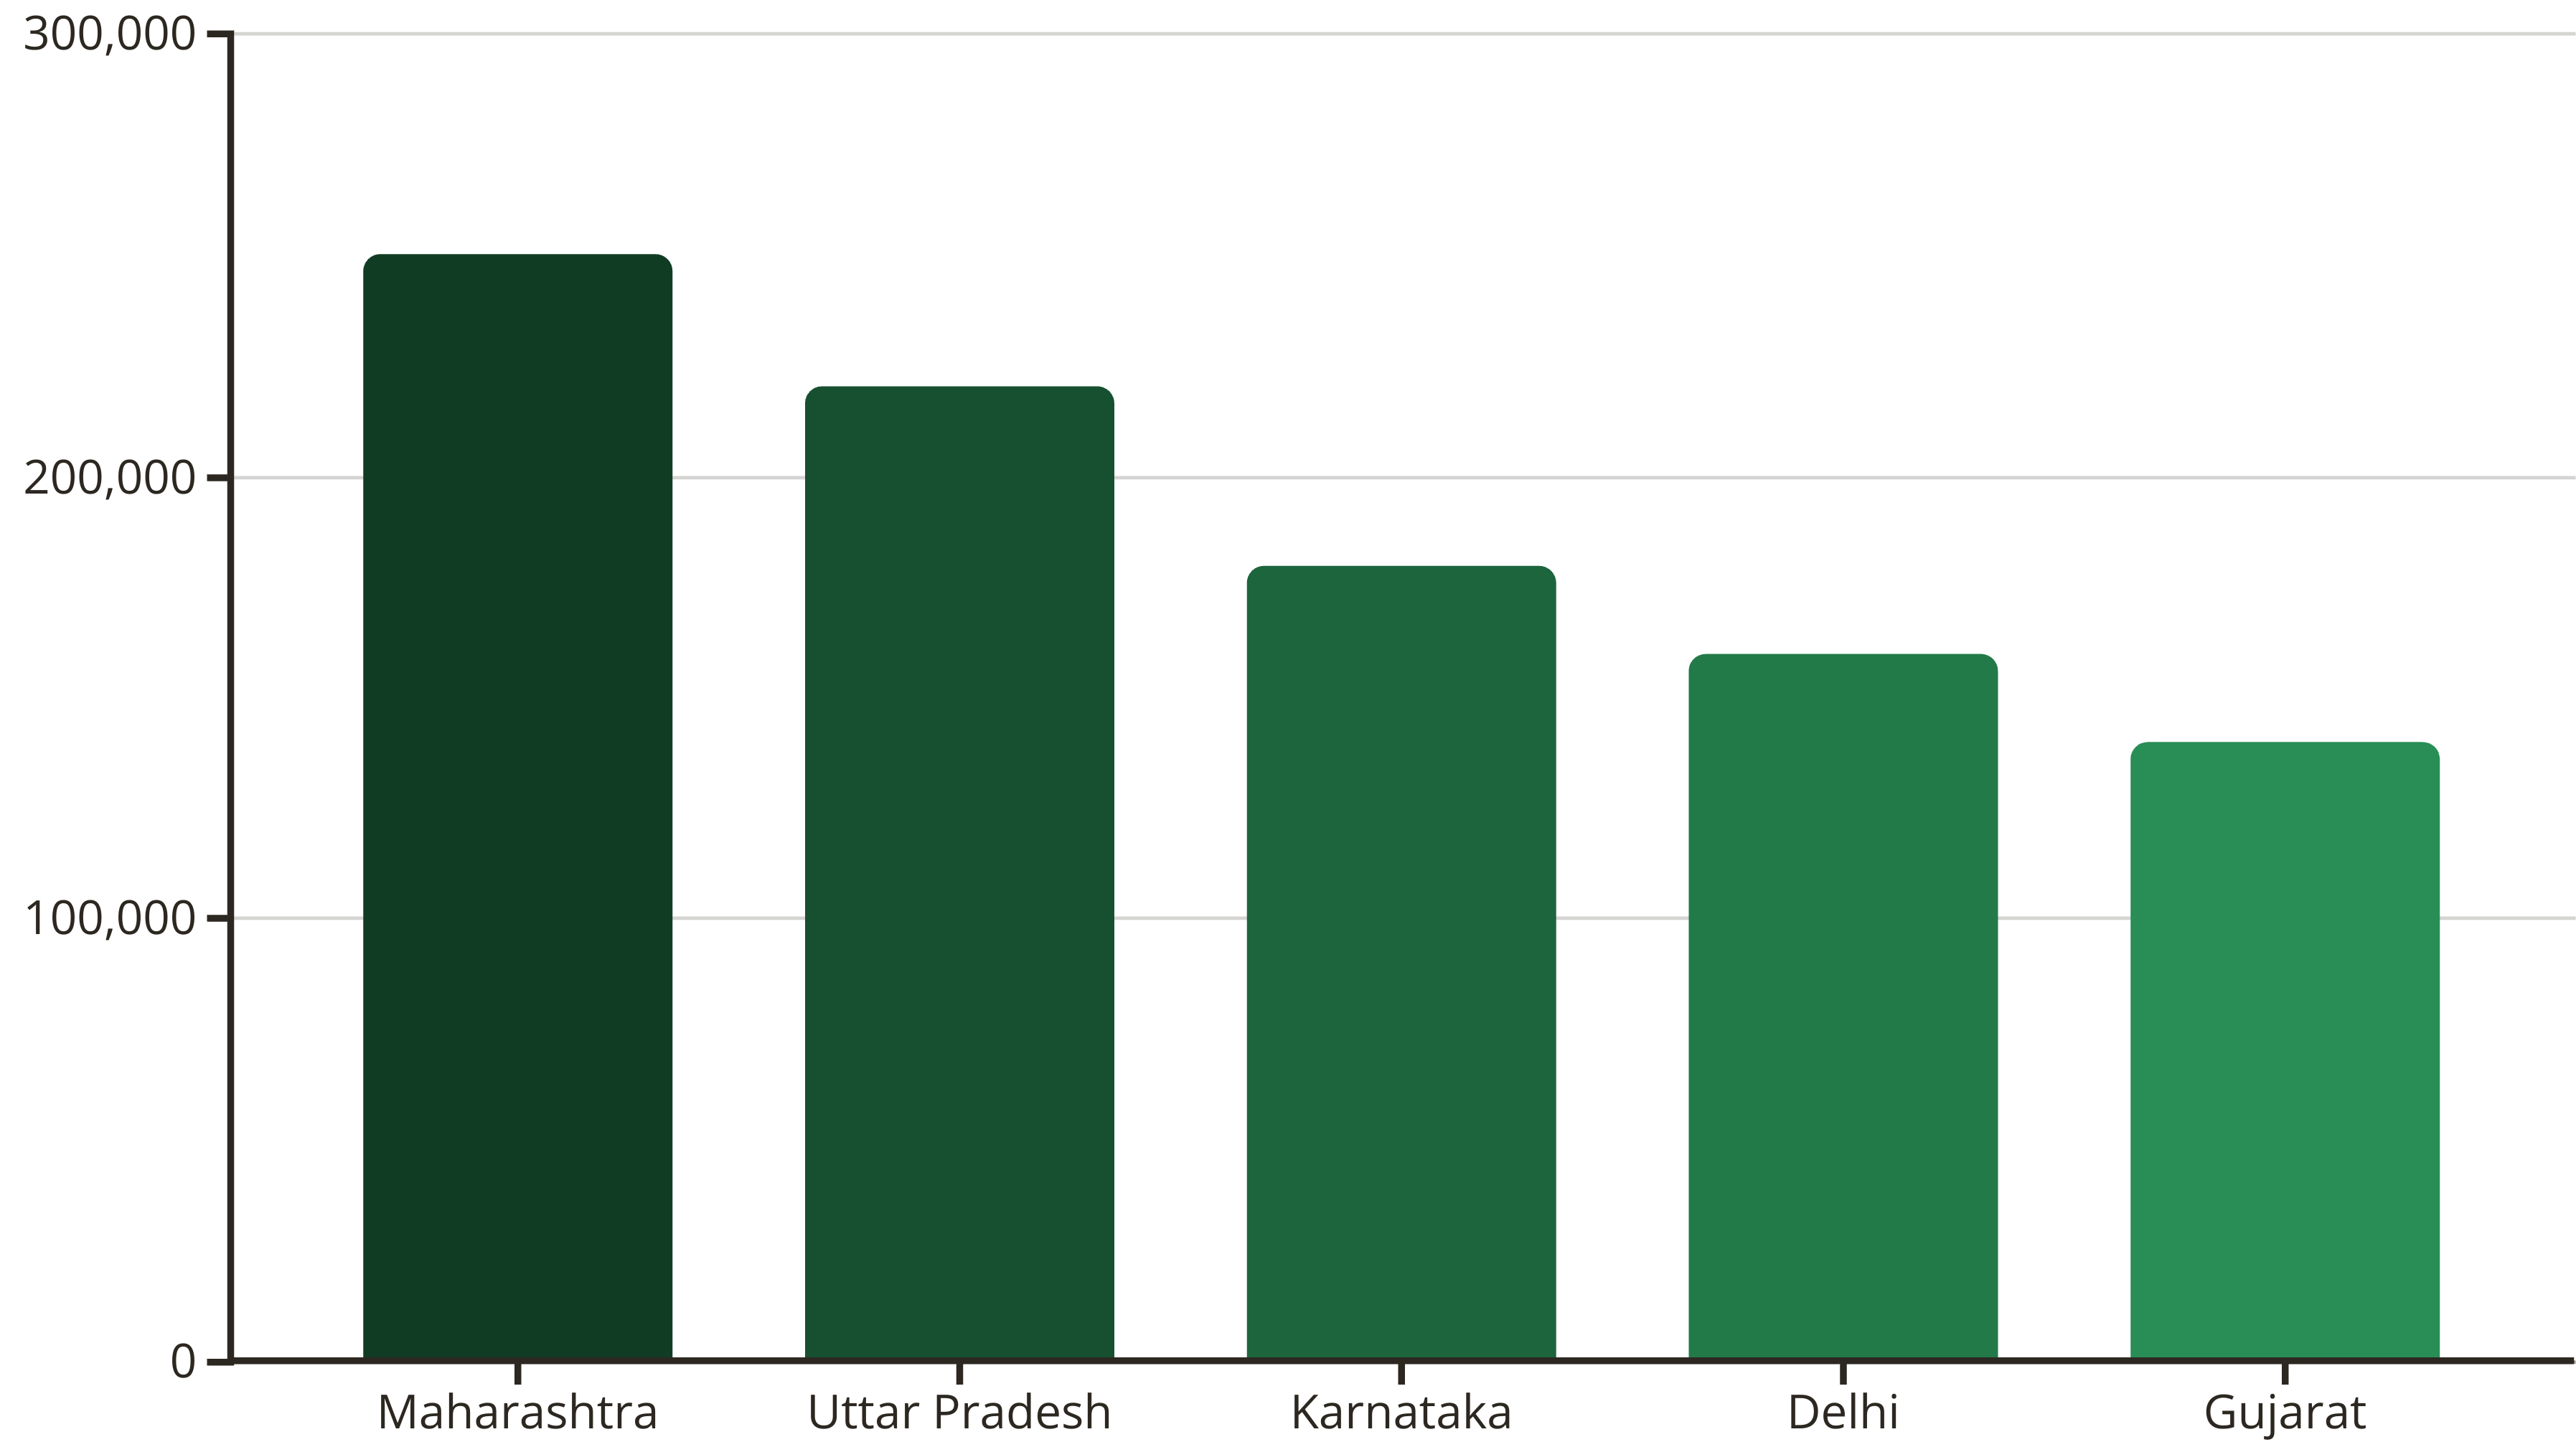 300,000
200,000
100,000
0
Maharashtra
Uttar Pradesh
Karnataka
Delhi
Gujarat